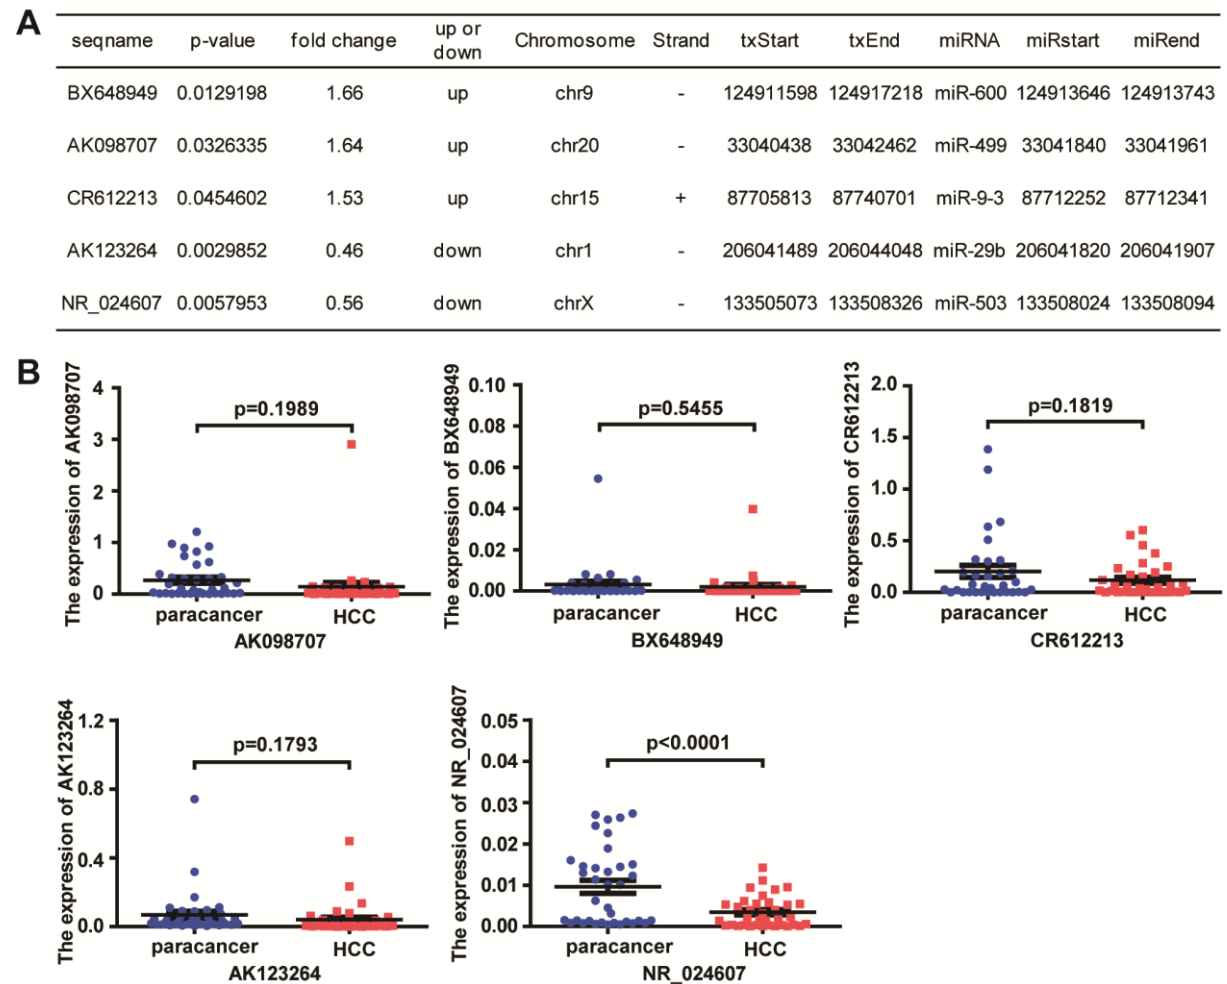 A
seqname p-value fold change up or down Chromosome Strand txStart txEnd miRNA miRstart miRend
BX648949 0.0129198 1.66 up chr9 - 124911598 124917218 miR-600 124913646 124913743
AK098707 0.0326335 1.64 up chr20 - 33040438 33042462 miR-499 33041840 33041961
CR612213 0.0454602 1.53 up chr15 + 87705813 87740701 miR-9-3 87712252 87712341
AK123264 0.0029852 0.46 down chr1 - 206041489 206044048 miR-29b 206041820 206041907
NR_024607 0.0057953 0.56 down chrX - 133505073 133508326 miR-503 133508024 133508094
B
The expression of AK098707
4
3
2
1
0
p=0.1989
paracancer HCC
AK098707
The expression of BX648949
0.10
0.08
0.06
0.04
0.02
0.00
p=0.5455
paracancer HCC
BX648949
The expression of CR612213
2.0
1.5
1.0
0.5
0.0
p=0.1819
paracancer HCC
CR612213
The expression of AK123264
1.2
0.8
0.4
0.0
p=0.1793
paracancer HCC
AK123264
The expression of NR_024607
0.05
0.04
0.03
0.02
0.01
0.00
p<0.0001
paracancer HCC
NR_024607